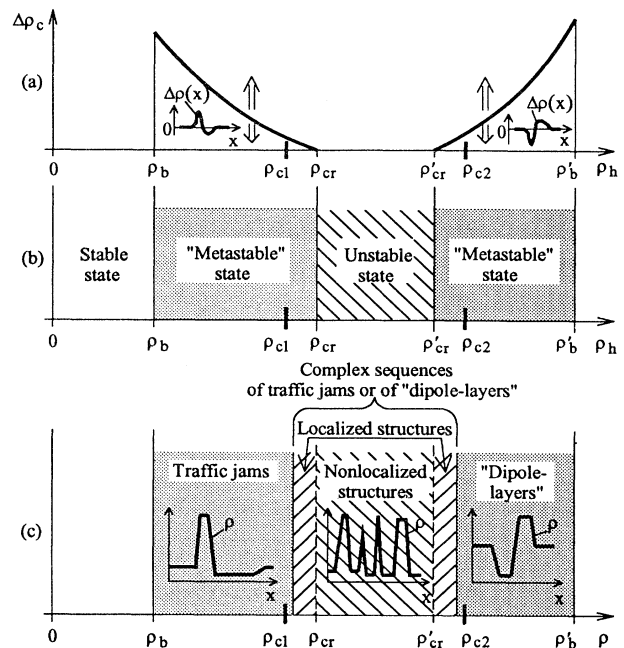 Δρc
(a)
Δρ(x)
0
x
Δρ(x)
0
x
0 ρb ρc1 ρcr ρ'cr ρc2 ρ'b ρh
(b)
Stable state
"Metastable" state
Unstable state
"Metastable" state
0 ρb ρc1 ρcr ρ'cr ρc2 ρ'b ρh
Complex sequences
of traffic jams or of "dipole-layers"
Localized structures
(c)
Traffic jams
Nonlocalized structures
"Dipole-layers"
ρ
x
ρ
x
ρ
x
0 ρb ρc1 ρcr ρ'cr ρc2 ρ'b ρ